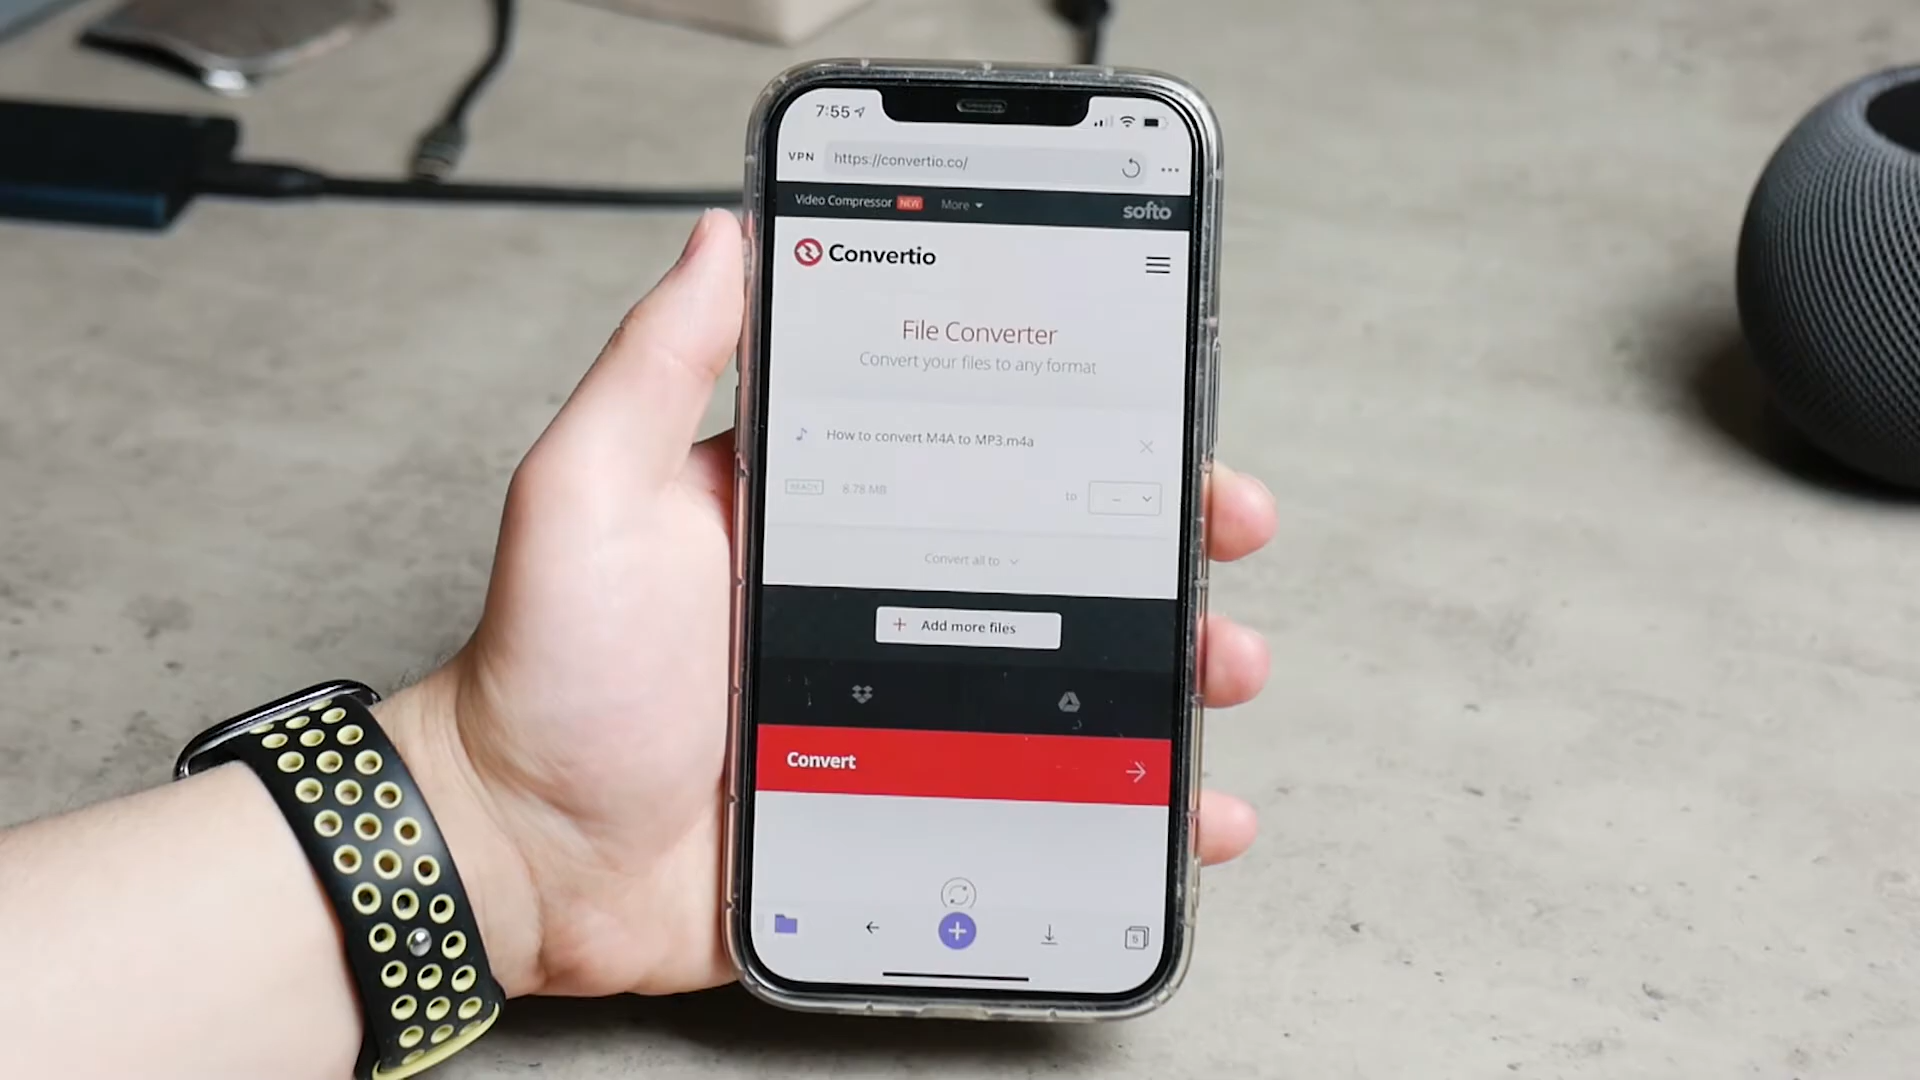 7:55
VPN https://convertio.co/
Video Compressor NEW More softo
Convertio
File Converter
Convert your files to any format
How to convert M4A to MP3.m4a
READY 8.78 MB to --
Convert all to
+ Add more files
Convert
5